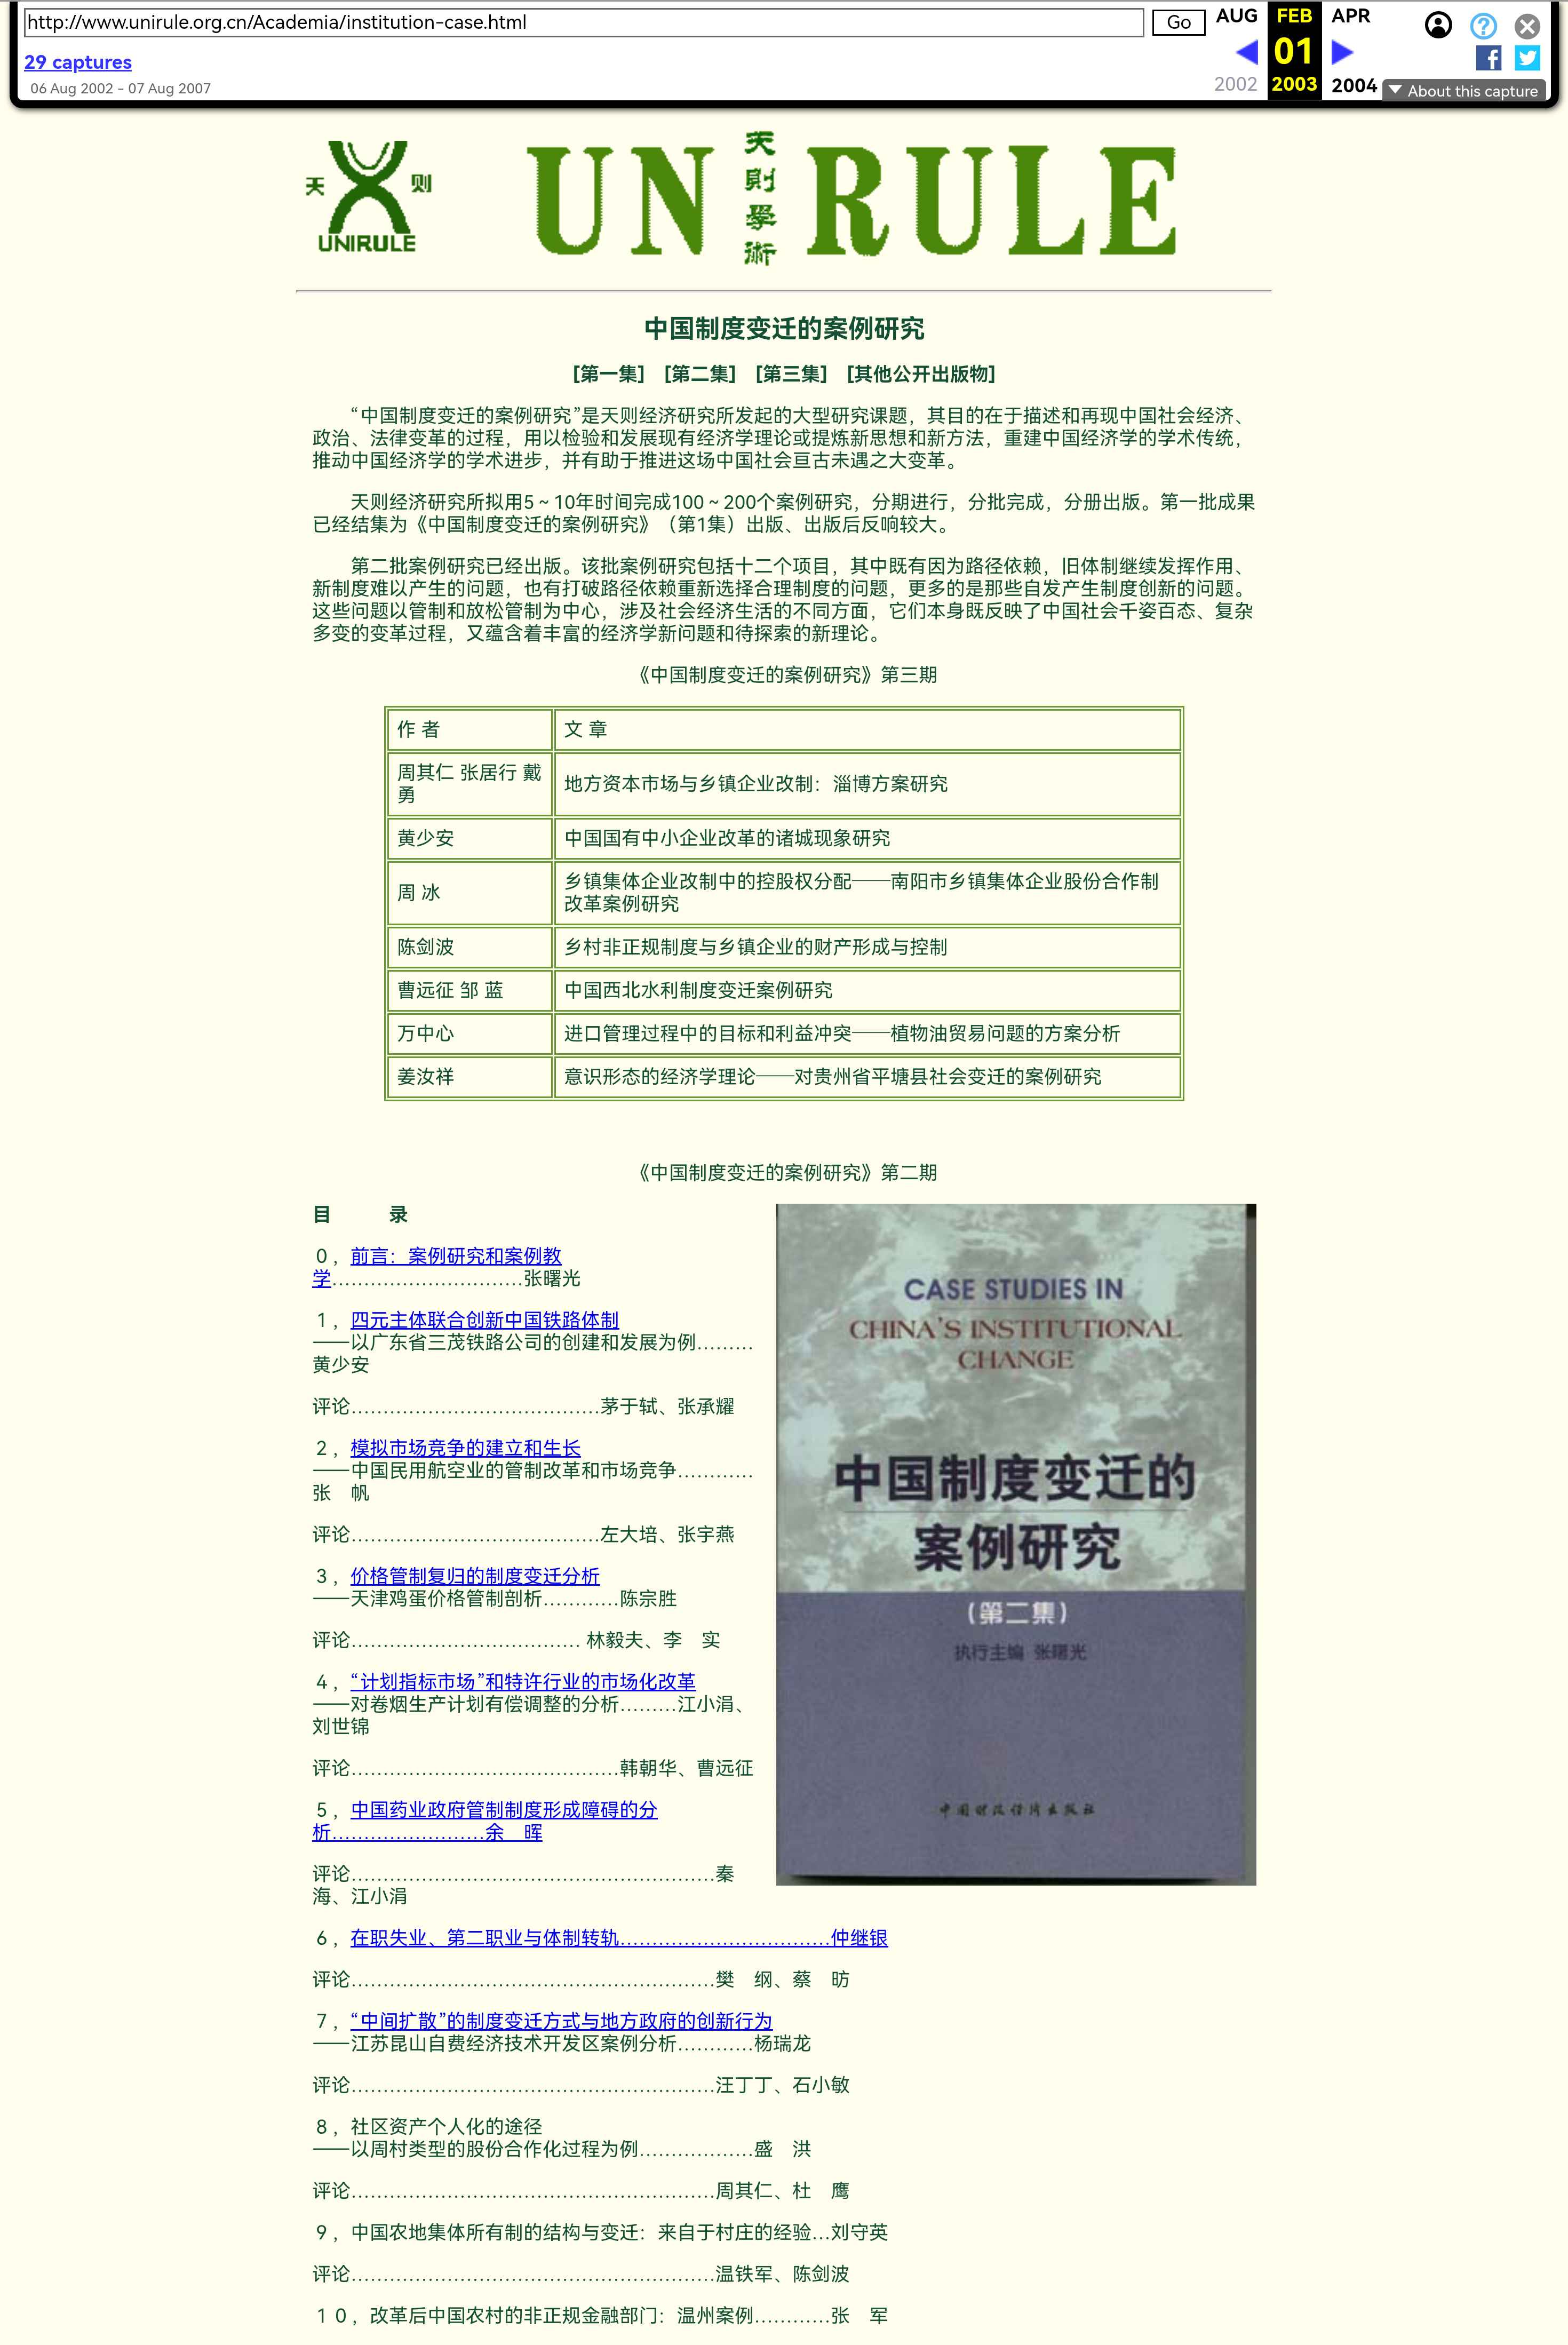 http://www.unirule.org.cn/Academia/institution-case.html
Go
AUG
FEB
APR
29 captures
01
06 Aug 2002 - 07 Aug 2007
2002
2003
2004
About this capture
天
则
UNIRULE
UN
天
則
學
術
RULE
中国制度变迁的案例研究
[第一集] [第二集] [第三集] [其他公开出版物]
“中国制度变迁的案例研究”是天则经济研究所发起的大型研究课题，其目的在于描述和再现中国社会经济、
政治、法律变革的过程，用以检验和发展现有经济学理论或提炼新思想和新方法，重建中国经济学的学术传统，
推动中国经济学的学术进步，并有助于推进这场中国社会亘古未遇之大变革。
天则经济研究所拟用5～10年时间完成100～200个案例研究，分期进行，分批完成，分册出版。第一批成果
已经结集为《中国制度变迁的案例研究》（第1集）出版、出版后反响较大。
第二批案例研究已经出版。该批案例研究包括十二个项目，其中既有因为路径依赖，旧体制继续发挥作用、
新制度难以产生的问题，也有打破路径依赖重新选择合理制度的问题，更多的是那些自发产生制度创新的问题。
这些问题以管制和放松管制为中心，涉及社会经济生活的不同方面，它们本身既反映了中国社会千姿百态、复杂
多变的变革过程，又蕴含着丰富的经济学新问题和待探索的新理论。
《中国制度变迁的案例研究》第三期
作 者 文 章
周其仁 张居行 戴
勇
地方资本市场与乡镇企业改制：淄博方案研究
黄少安 中国国有中小企业改革的诸城现象研究
周 冰
乡镇集体企业改制中的控股权分配——南阳市乡镇集体企业股份合作制
改革案例研究
陈剑波 乡村非正规制度与乡镇企业的财产形成与控制
曹远征 邹 蓝 中国西北水利制度变迁案例研究
万中心 进口管理过程中的目标和利益冲突——植物油贸易问题的方案分析
姜汝祥 意识形态的经济学理论——对贵州省平塘县社会变迁的案例研究
《中国制度变迁的案例研究》第二期
目　　　录
０，前言：案例研究和案例教
学…………………………张曙光
１，四元主体联合创新中国铁路体制
——以广东省三茂铁路公司的创建和发展为例………
黄少安
评论…………………………………茅于轼、张承耀
２，模拟市场竞争的建立和生长
——中国民用航空业的管制改革和市场竞争…………
张　帆
评论…………………………………左大培、张宇燕
３，价格管制复归的制度变迁分析
——天津鸡蛋价格管制剖析…………陈宗胜
评论……………………………… 林毅夫、李　实
４，“计划指标市场”和特许行业的市场化改革
——对卷烟生产计划有偿调整的分析………江小涓、
刘世锦
评论……………………………………韩朝华、曹远征
５，中国药业政府管制制度形成障碍的分
析……………………余　晖
评论…………………………………………………秦
海、江小涓
６，在职失业、第二职业与体制转轨……………………………仲继银
评论…………………………………………………樊　纲、蔡　昉
７，“中间扩散”的制度变迁方式与地方政府的创新行为
——江苏昆山自费经济技术开发区案例分析…………杨瑞龙
评论…………………………………………………汪丁丁、石小敏
８，社区资产个人化的途径
——以周村类型的股份合作化过程为例………………盛　洪
评论…………………………………………………周其仁、杜　鹰
９，中国农地集体所有制的结构与变迁：来自于村庄的经验…刘守英
评论…………………………………………………温铁军、陈剑波
１０，改革后中国农村的非正规金融部门：温州案例…………张　军
CASE STUDIES IN
CHINA'S INSTITUTIONAL
CHANGE
中国制度变迁的
案例研究
(第二集)
执行主编 张曙光
中国财政经济出版社